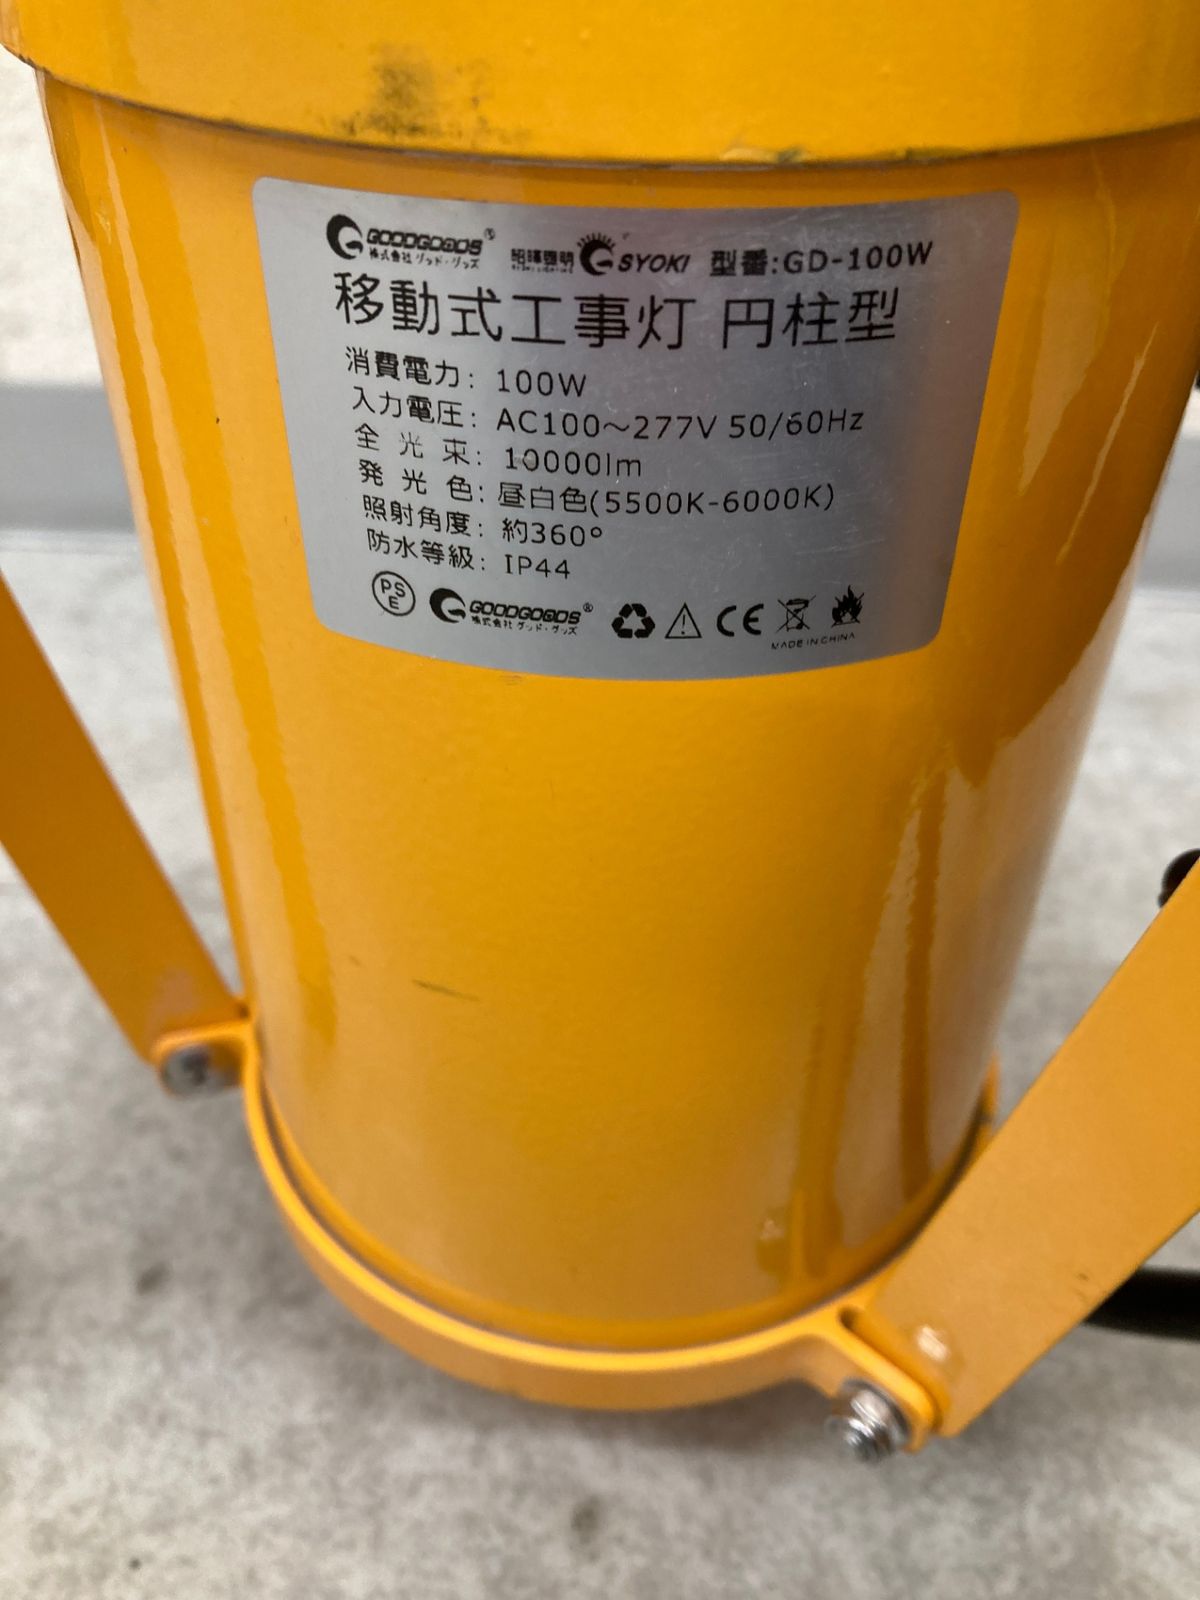 GOODGOODS®
株式会社 グッド・グッズ
昭暉照明 SYOKI 型番:GD-100W
移動式工事灯 円柱型
消費電力: 100W
入力電圧: AC100～277V 50/60Hz
全光束: 10000lm
発光色: 昼白色(5500K-6000K)
照射角度: 約360°
防水等級: IP44
PSE
GOODGOODS®
株式会社 グッド・グッズ
CE
MADE IN CHINA